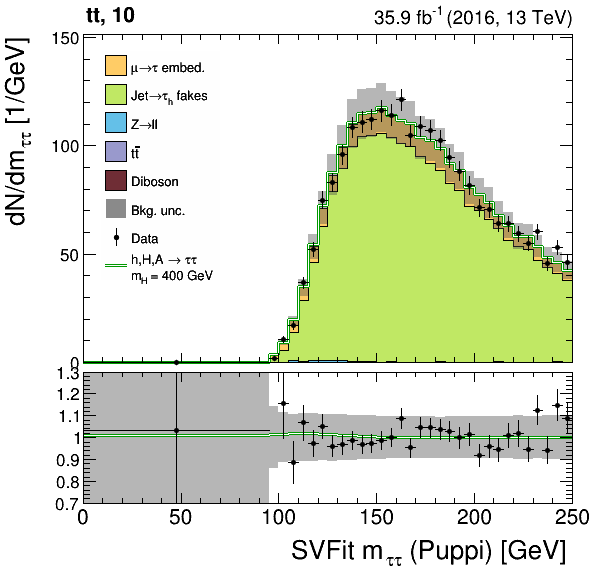 tt, 10
35.9 fb⁻¹ (2016, 13 TeV)
dN/dm_ττ [1/GeV]
150
100
50
0
μ→τ embed.
Jet→τ_h fakes
Z→ll
tt̄
Diboson
Bkg. unc.
Data
h,H,A → ττ
m_H = 400 GeV
1.3
1.2
1.1
1
0.9
0.8
0.7
0 50 100 150 200 250
SVFit m_ττ (Puppi) [GeV]